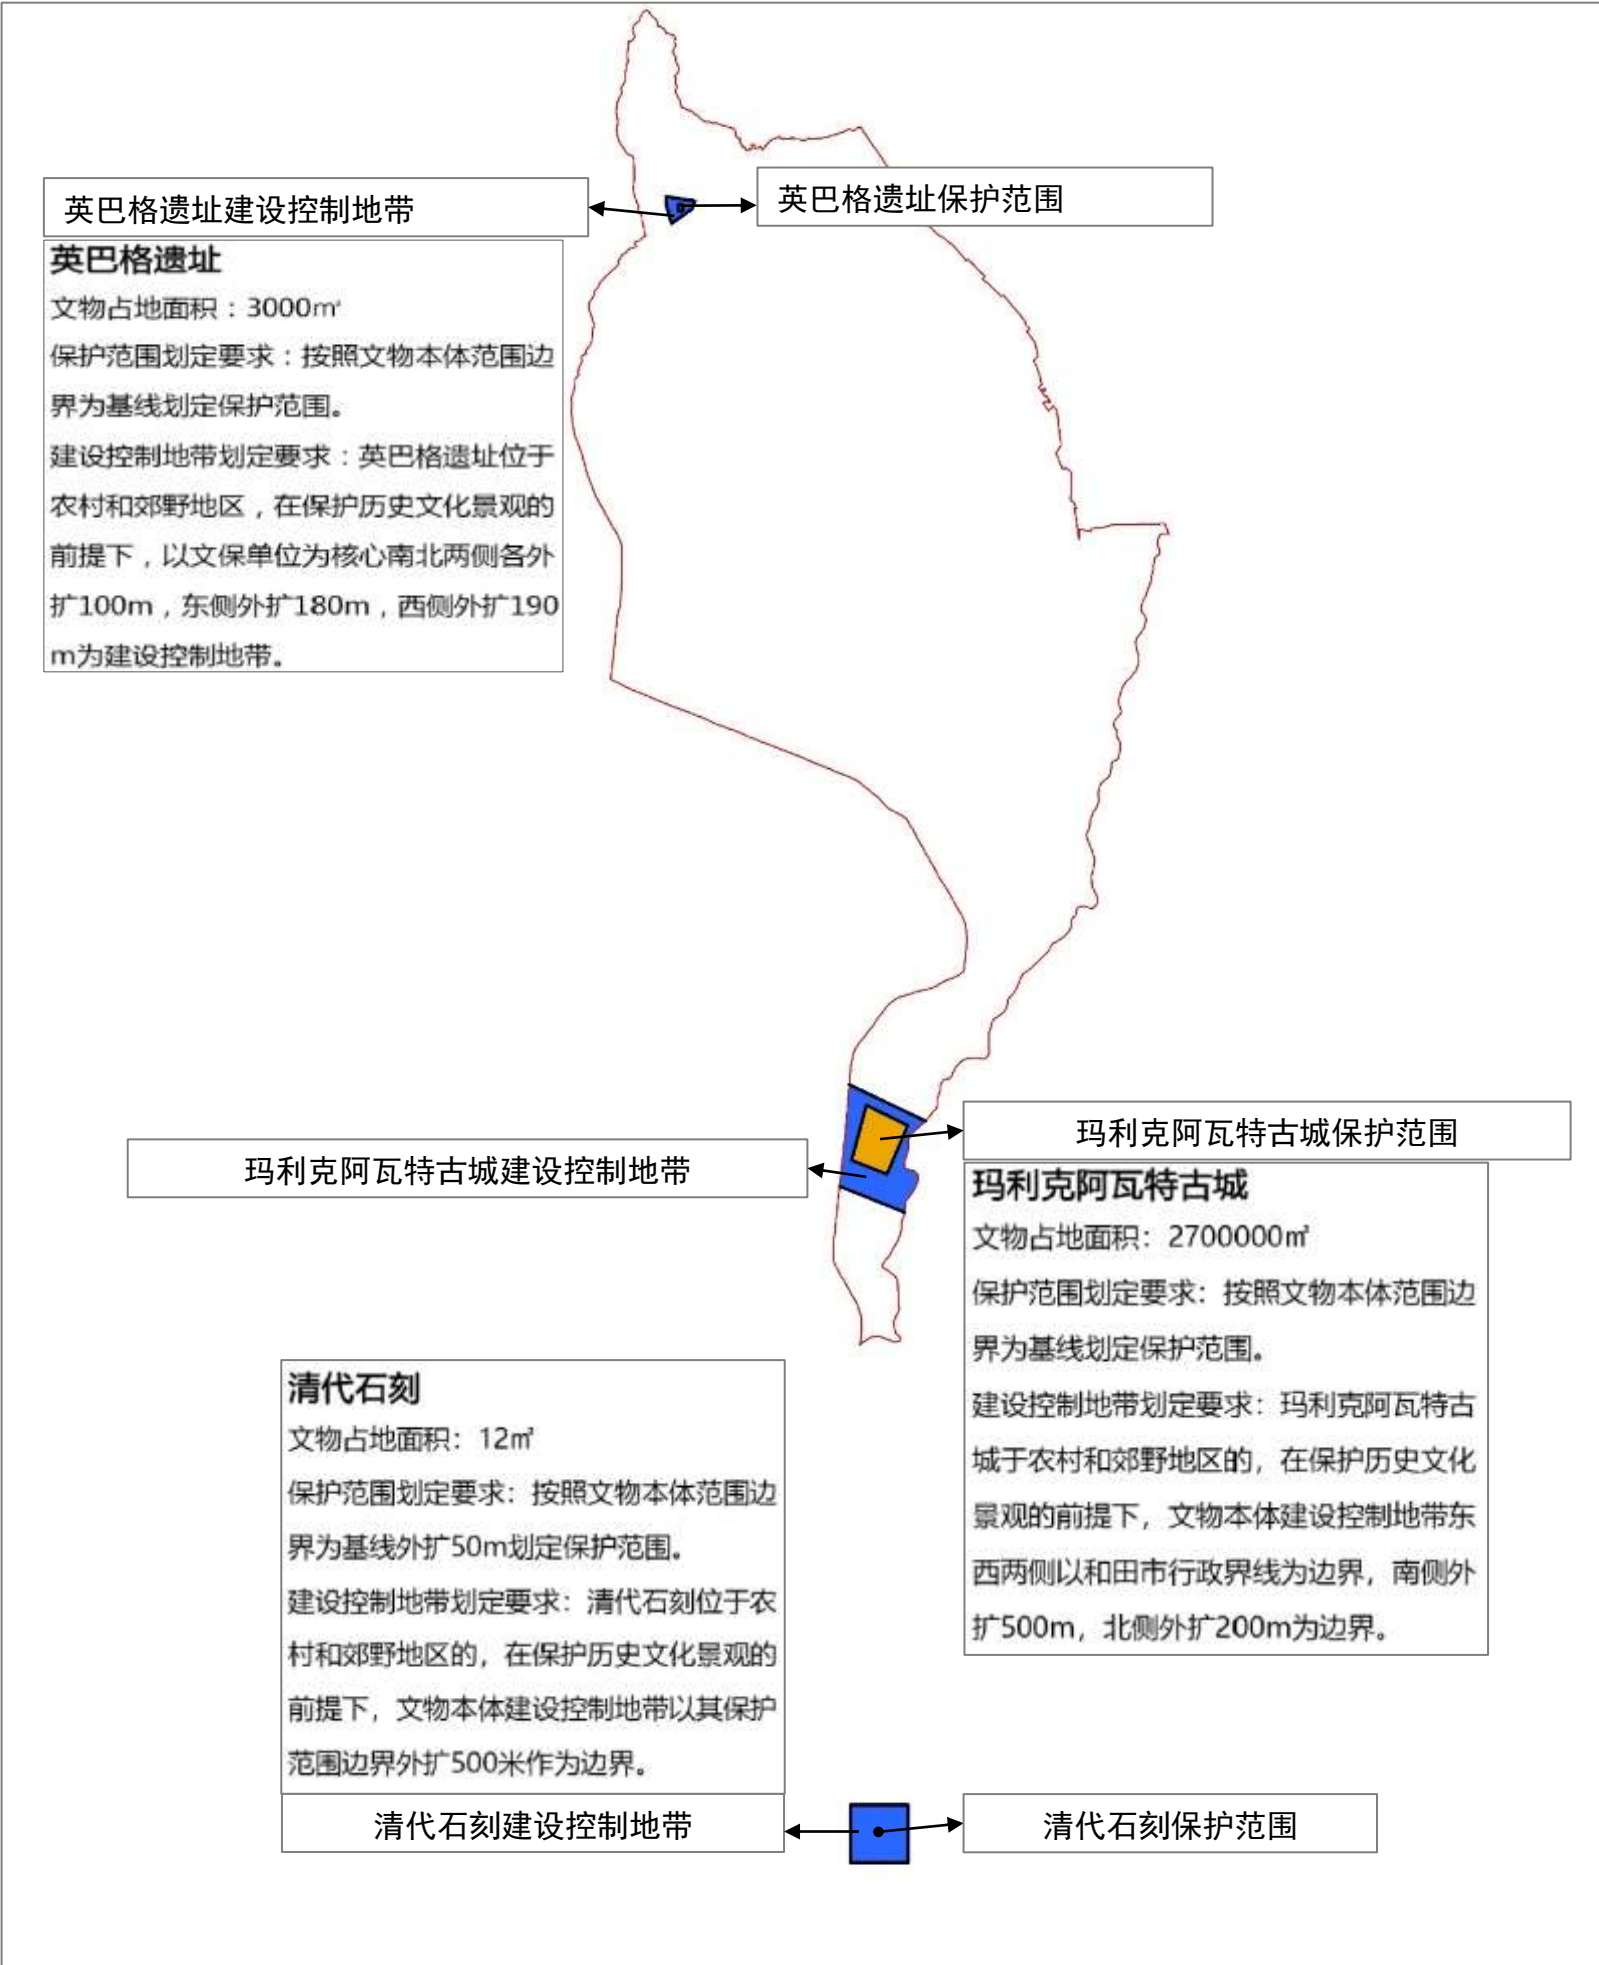 英巴格遗址建设控制地带
英巴格遗址保护范围
英巴格遗址
文物占地面积：3000㎡
保护范围划定要求：按照文物本体范围边
界为基线划定保护范围。
建设控制地带划定要求：英巴格遗址位于
农村和郊野地区，在保护历史文化景观的
前提下，以文保单位为核心南北两侧各外
扩100m，东侧外扩180m，西侧外扩190
m为建设控制地带。
玛利克阿瓦特古城保护范围
玛利克阿瓦特古城建设控制地带
玛利克阿瓦特古城
文物占地面积：2700000㎡
保护范围划定要求：按照文物本体范围边
界为基线划定保护范围。
建设控制地带划定要求：玛利克阿瓦特古
城于农村和郊野地区的，在保护历史文化
景观的前提下，文物本体建设控制地带东
西两侧以和田市行政界线为边界，南侧外
扩500m，北侧外扩200m为边界。
清代石刻
文物占地面积：12㎡
保护范围划定要求：按照文物本体范围边
界为基线外扩50m划定保护范围。
建设控制地带划定要求：清代石刻位于农
村和郊野地区的，在保护历史文化景观的
前提下，文物本体建设控制地带以其保护
范围边界外扩500米作为边界。
清代石刻建设控制地带
清代石刻保护范围